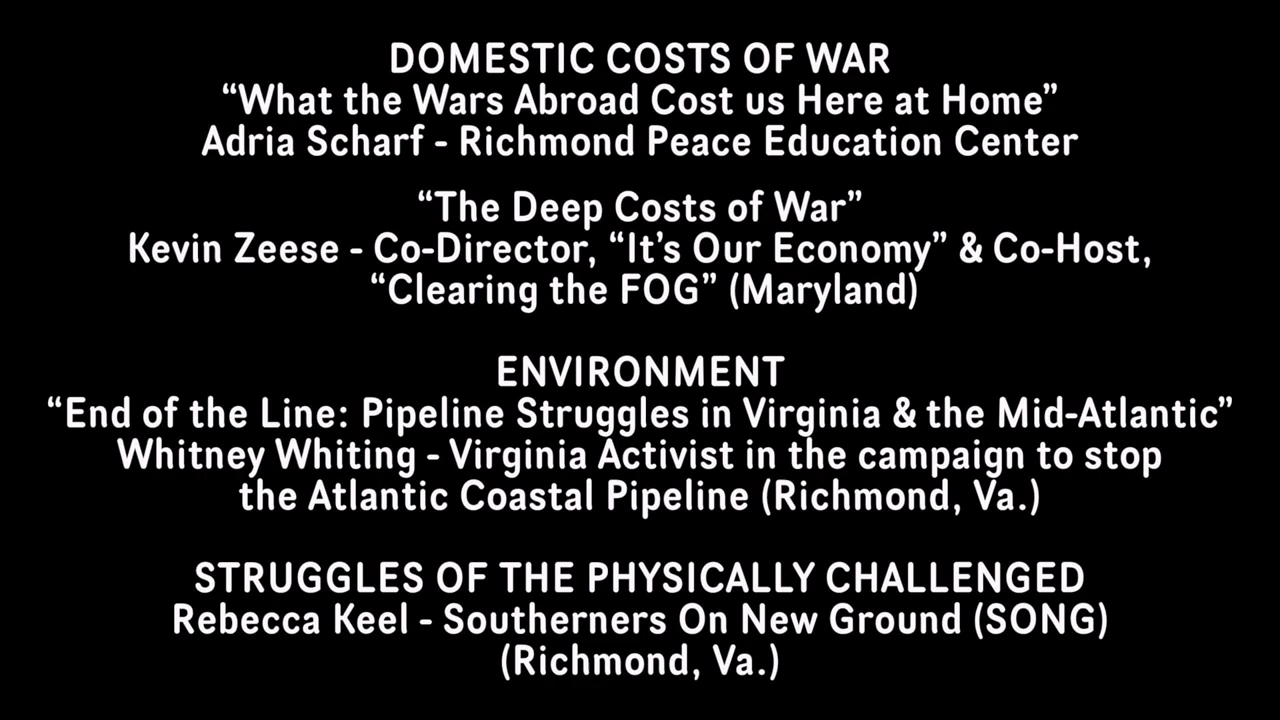 DOMESTIC COSTS OF WAR
“What the Wars Abroad Cost us Here at Home”
Adria Scharf - Richmond Peace Education Center
“The Deep Costs of War”
Kevin Zeese - Co-Director, “It’s Our Economy” & Co-Host,
“Clearing the FOG” (Maryland)
ENVIRONMENT
“End of the Line: Pipeline Struggles in Virginia & the Mid-Atlantic”
Whitney Whiting - Virginia Activist in the campaign to stop
the Atlantic Coastal Pipeline (Richmond, Va.)
STRUGGLES OF THE PHYSICALLY CHALLENGED
Rebecca Keel - Southerners On New Ground (SONG)
(Richmond, Va.)